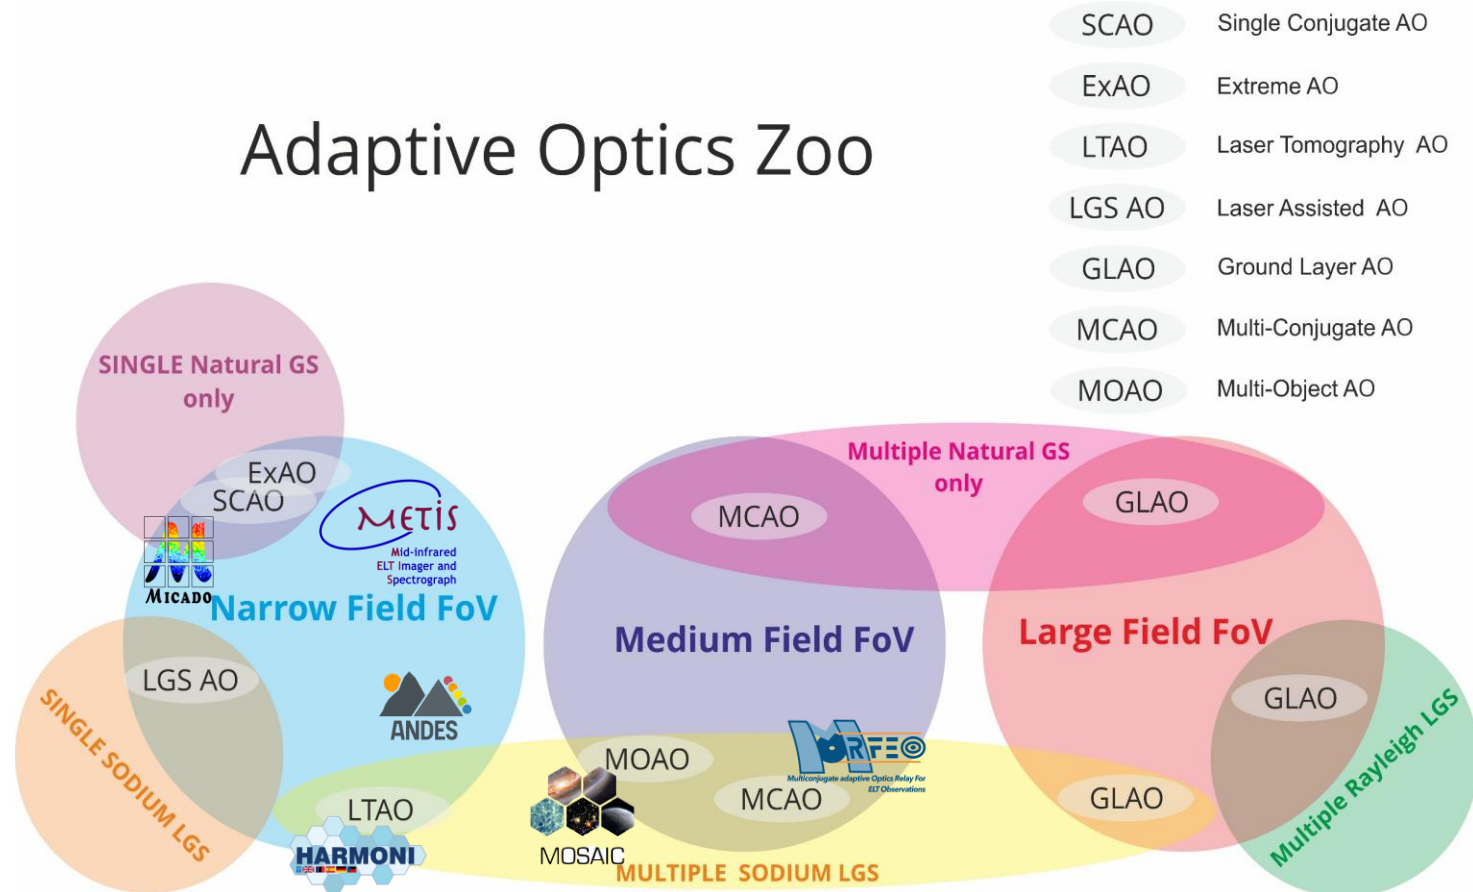 SCAO Single Conjugate AO
ExAO Extreme AO
Adaptive Optics Zoo
LTAO Laser Tomography AO
LGS AO Laser Assisted AO
GLAO Ground Layer AO
MCAO Multi-Conjugate AO
MOAO Multi-Object AO
SINGLE Natural GS
only
ExAO
SCAO
METIS
Mid-infrared
ELT Imager and
Spectrograph
MICADO
Narrow Field FoV
LGS AO
SINGLE SODIUM LGS
ANDES
LTAO
HARMONI
Multiple Natural GS
only
MCAO
GLAO
Medium Field FoV
Large Field FoV
MOAO
MORFEO
Multiconjugate adaptive Optics Relay For
ELT Observations
MCAO
MOSAIC
MULTIPLE SODIUM LGS
GLAO
GLAO
Multiple Rayleigh LGS